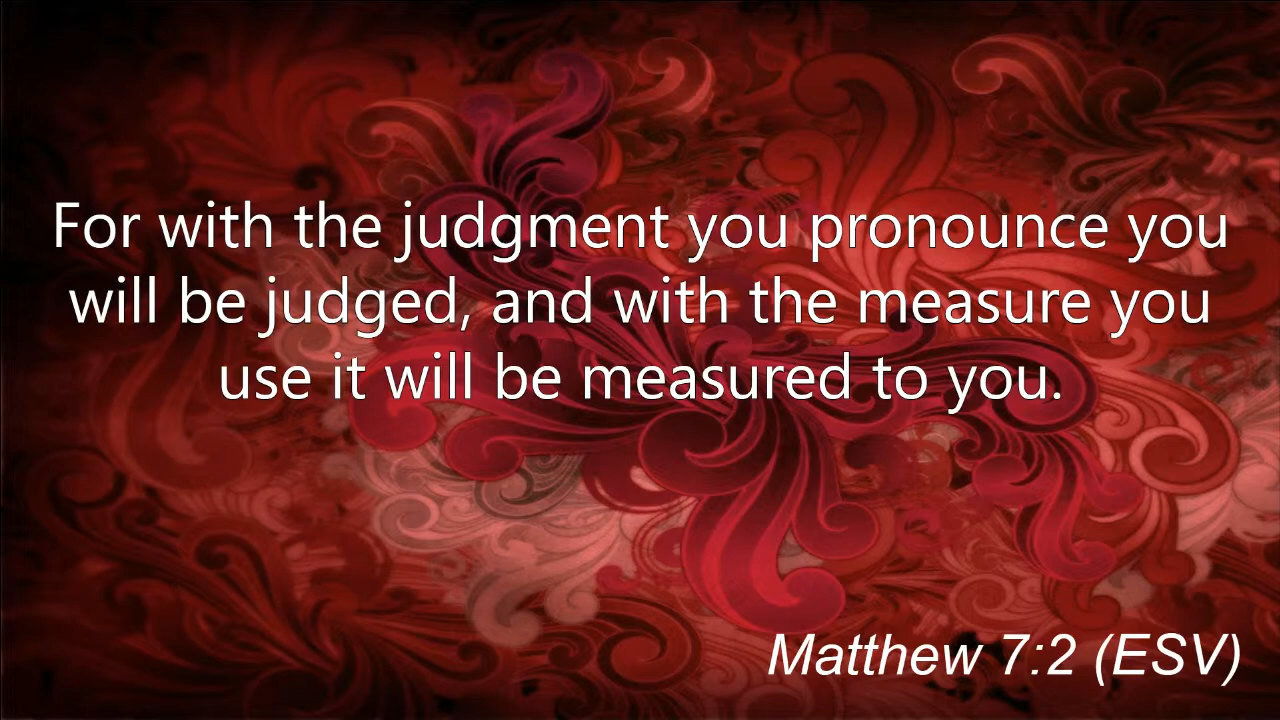 For with the judgment you pronounce you
will be judged, and with the measure you
use it will be measured to you.
Matthew 7:2 (ESV)